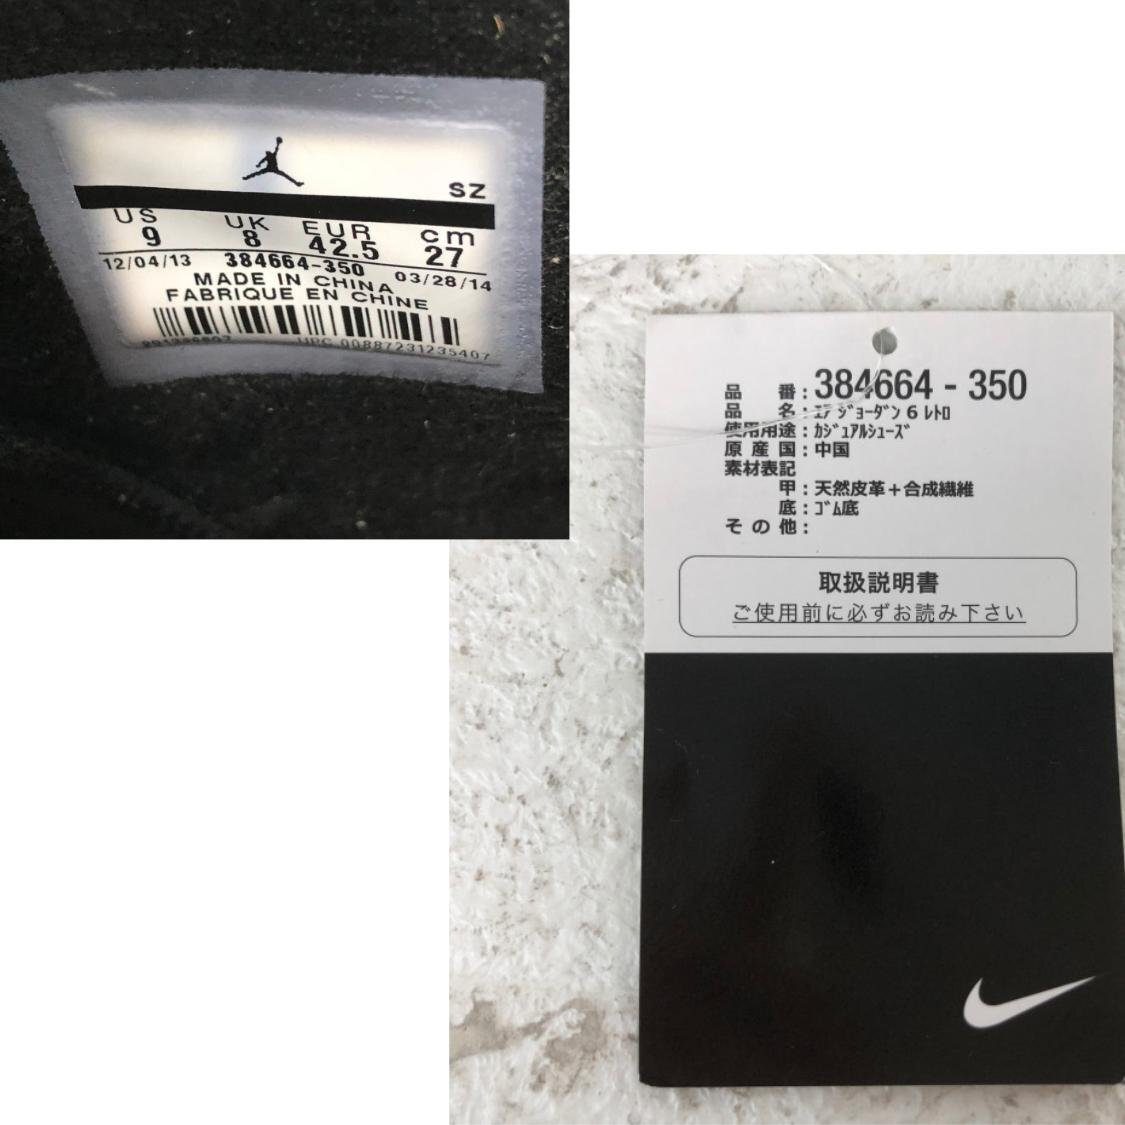 SZ
US UK EUR cm
9 8 42.5 27
12/04/13 384664-350 03/28/14
MADE IN CHINA
FABRIQUE EN CHINE
UPC 00887231235407
品番：384664 - 350
品名：ｴｱ ｼﾞｮｰﾀﾞﾝ 6 ﾚﾄﾛ
使用用途：ｶｼﾞｭｱﾙｼｭｰｽﾞ
原産国：中国
素材表記
甲：天然皮革＋合成繊維
底：ｺﾞﾑ底
その他：
取扱説明書
ご使用前に必ずお読み下さい